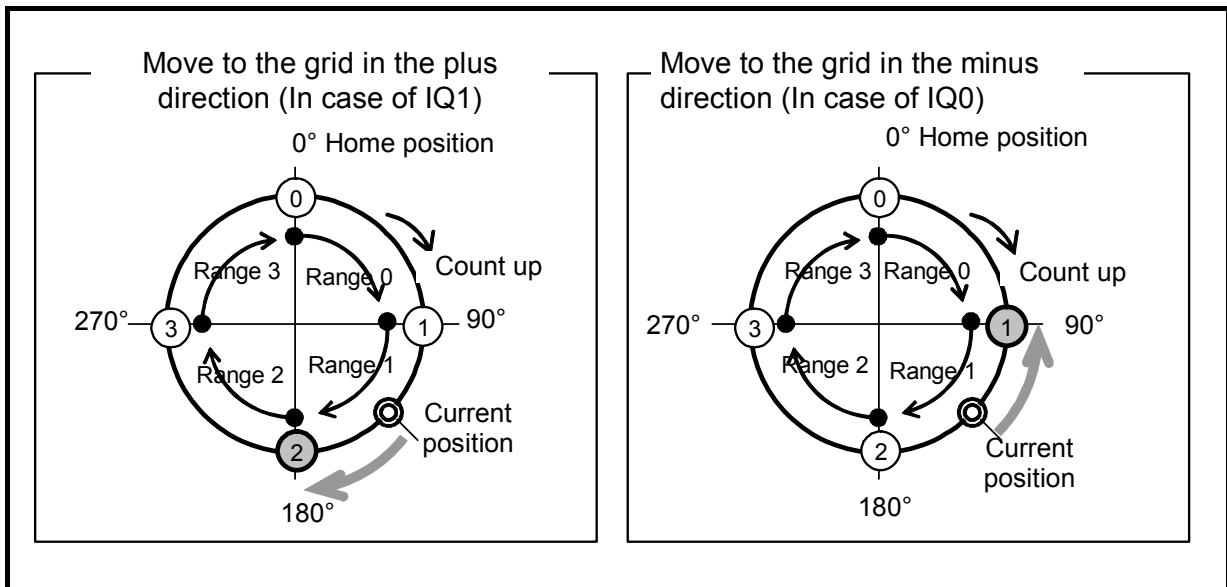 Move to the grid in the plus
direction (In case of IQ1)
0° Home position
0
Count up
Range 3
Range 0
270°
3
1
90°
Range 2
Range 1
Current
position
2
180°
Move to the grid in the minus
direction (In case of IQ0)
0° Home position
0
Count up
Range 3
Range 0
270°
3
1
90°
Range 2
Range 1
Current
position
2
180°